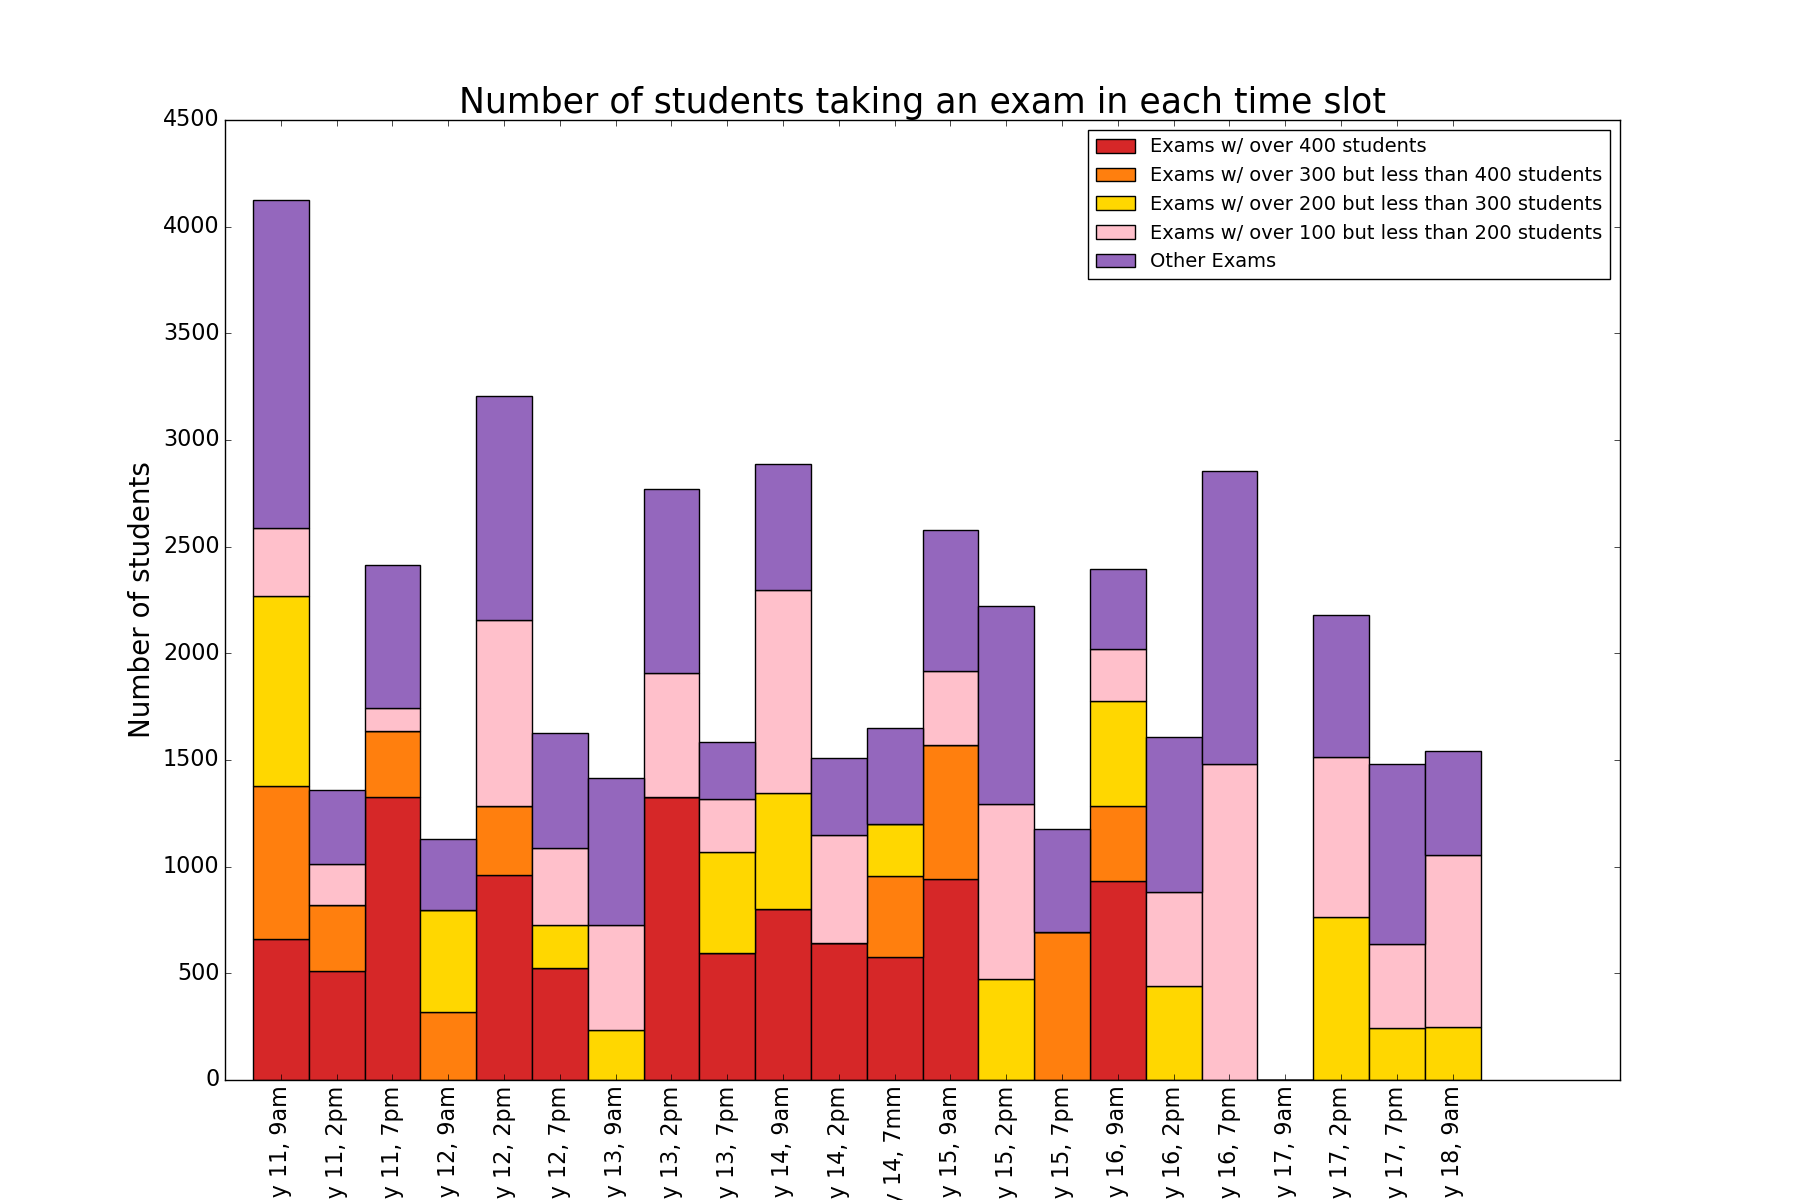 Number of students taking an exam in each time slot
Exams w/ over 400 students
Exams w/ over 300 but less than 400 students
Exams w/ over 200 but less than 300 students
Exams w/ over 100 but less than 200 students
Other Exams
Number of students
4500
4000
3500
3000
2500
2000
1500
1000
500
0
y 11, 9am
y 11, 2pm
y 11, 7pm
y 12, 9am
y 12, 2pm
y 12, 7pm
y 13, 9am
y 13, 2pm
y 13, 7pm
y 14, 9am
y 14, 2pm
y 14, 7mm
y 15, 9am
y 15, 2pm
y 15, 7pm
y 16, 9am
y 16, 2pm
y 16, 7pm
y 17, 9am
y 17, 2pm
y 17, 7pm
y 18, 9am